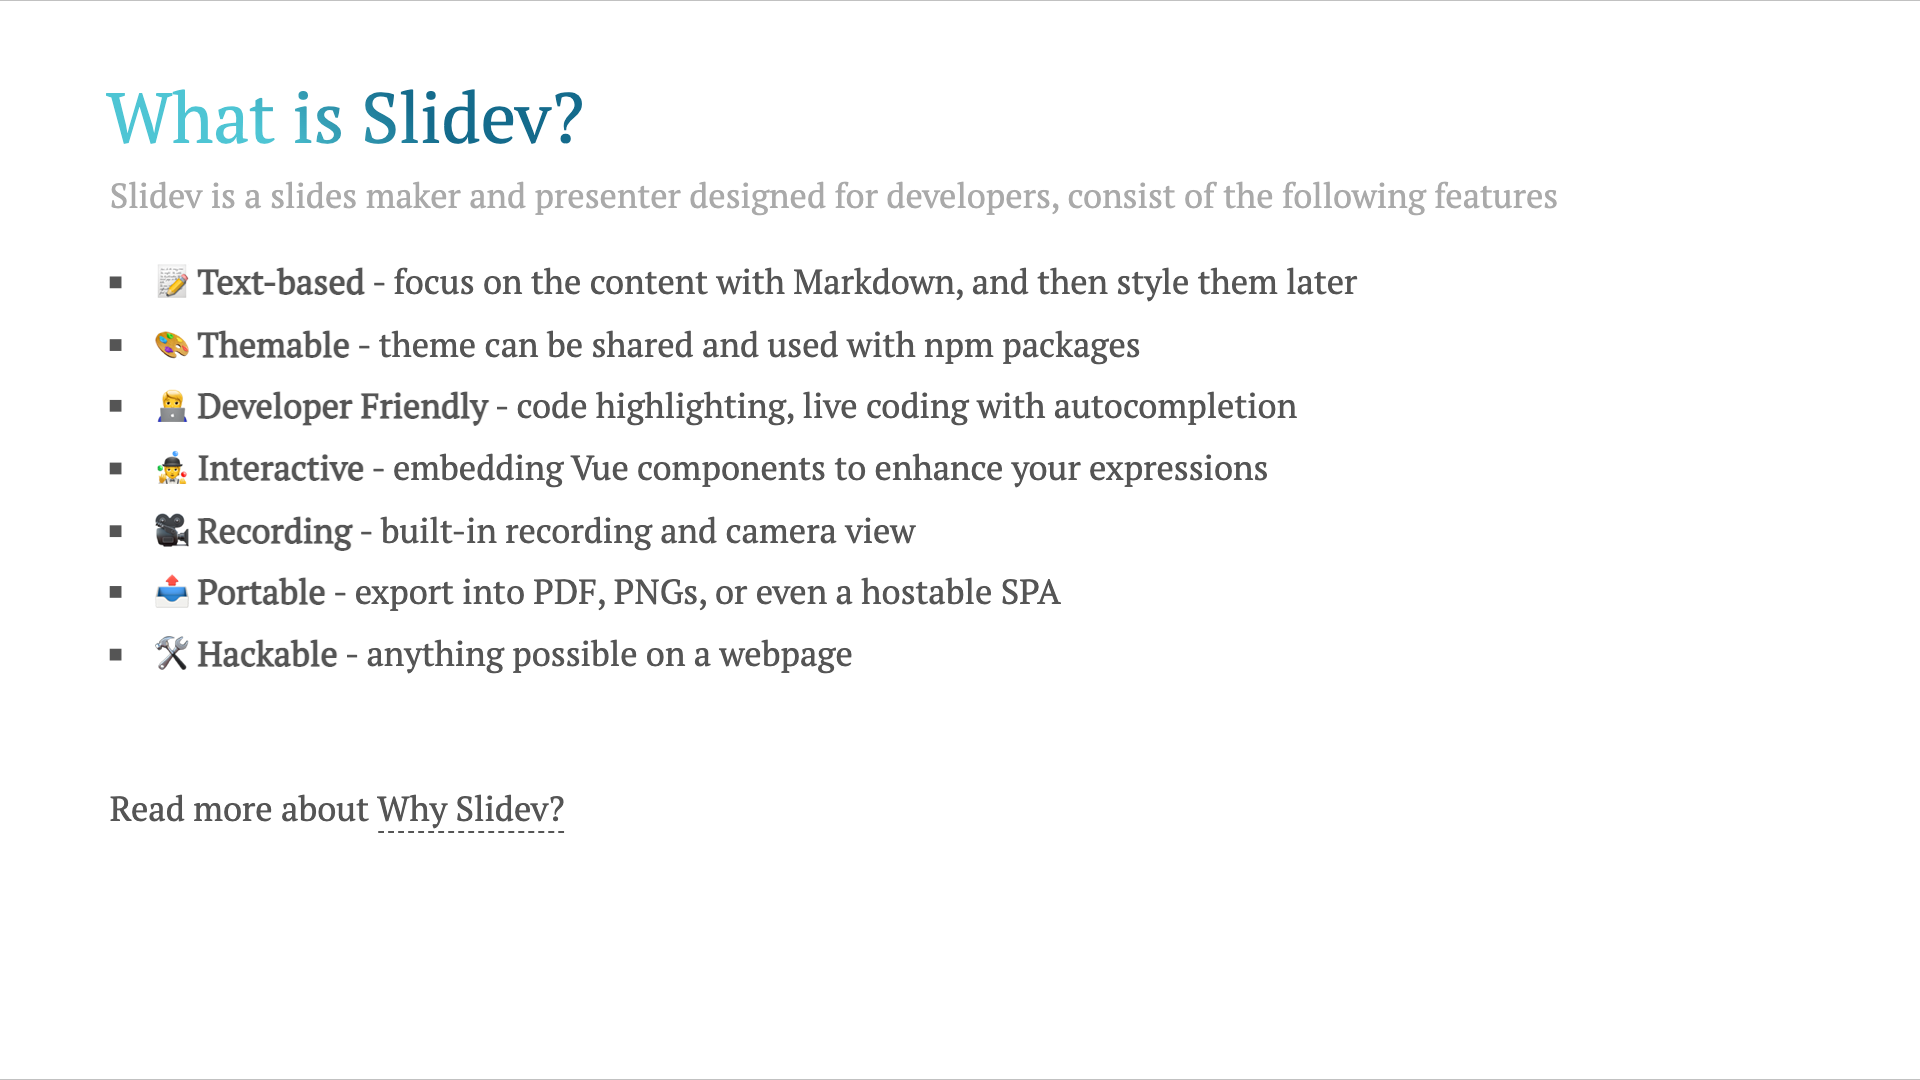 What is Slidev?
Slidev is a slides maker and presenter designed for developers, consist of the following features
📝 Text-based - focus on the content with Markdown, and then style them later
🎨 Themable - theme can be shared and used with npm packages
🧑‍💻 Developer Friendly - code highlighting, live coding with autocompletion
🤹 Interactive - embedding Vue components to enhance your expressions
🎥 Recording - built-in recording and camera view
📤 Portable - export into PDF, PNGs, or even a hostable SPA
🛠 Hackable - anything possible on a webpage
Read more about Why Slidev?